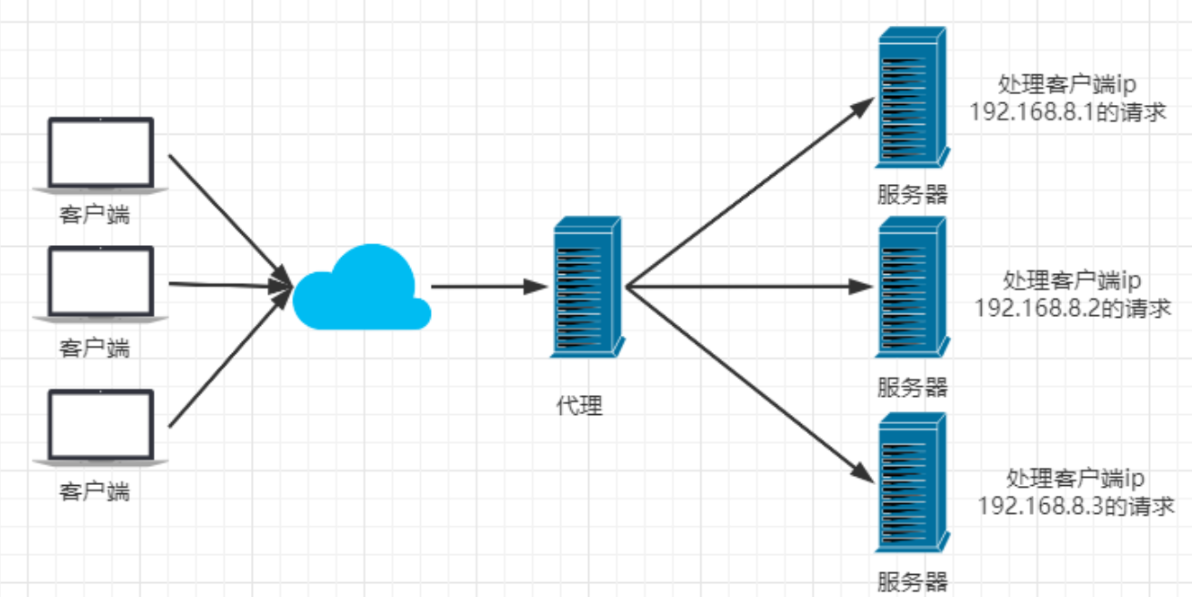 客户端
客户端
客户端
代理
处理客户端ip
192.168.8.1的请求
服务器
处理客户端ip
192.168.8.2的请求
服务器
处理客户端ip
192.168.8.3的请求
服务器